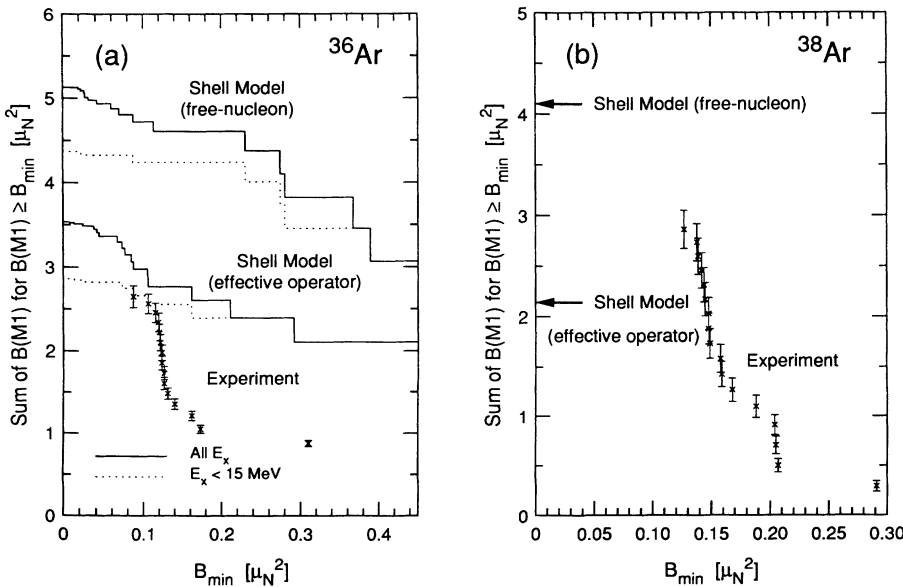 (a)
³⁶Ar
Shell Model
(free-nucleon)
Shell Model
(effective operator)
Experiment
All Eₓ
Eₓ < 15 MeV
Sum of B(M1) for B(M1) ≥ Bmin [μN²]
6
5
4
3
2
1
0
0 0.1 0.2 0.3 0.4
Bmin [μN²]
(b)
³⁸Ar
Shell Model (free-nucleon)
Shell Model
(effective operator)
Experiment
Sum of B(M1) for B(M1) ≥ Bmin [μN²]
5
4
3
2
1
0
0 0.10 0.15 0.20 0.25 0.30
Bmin [μN²]